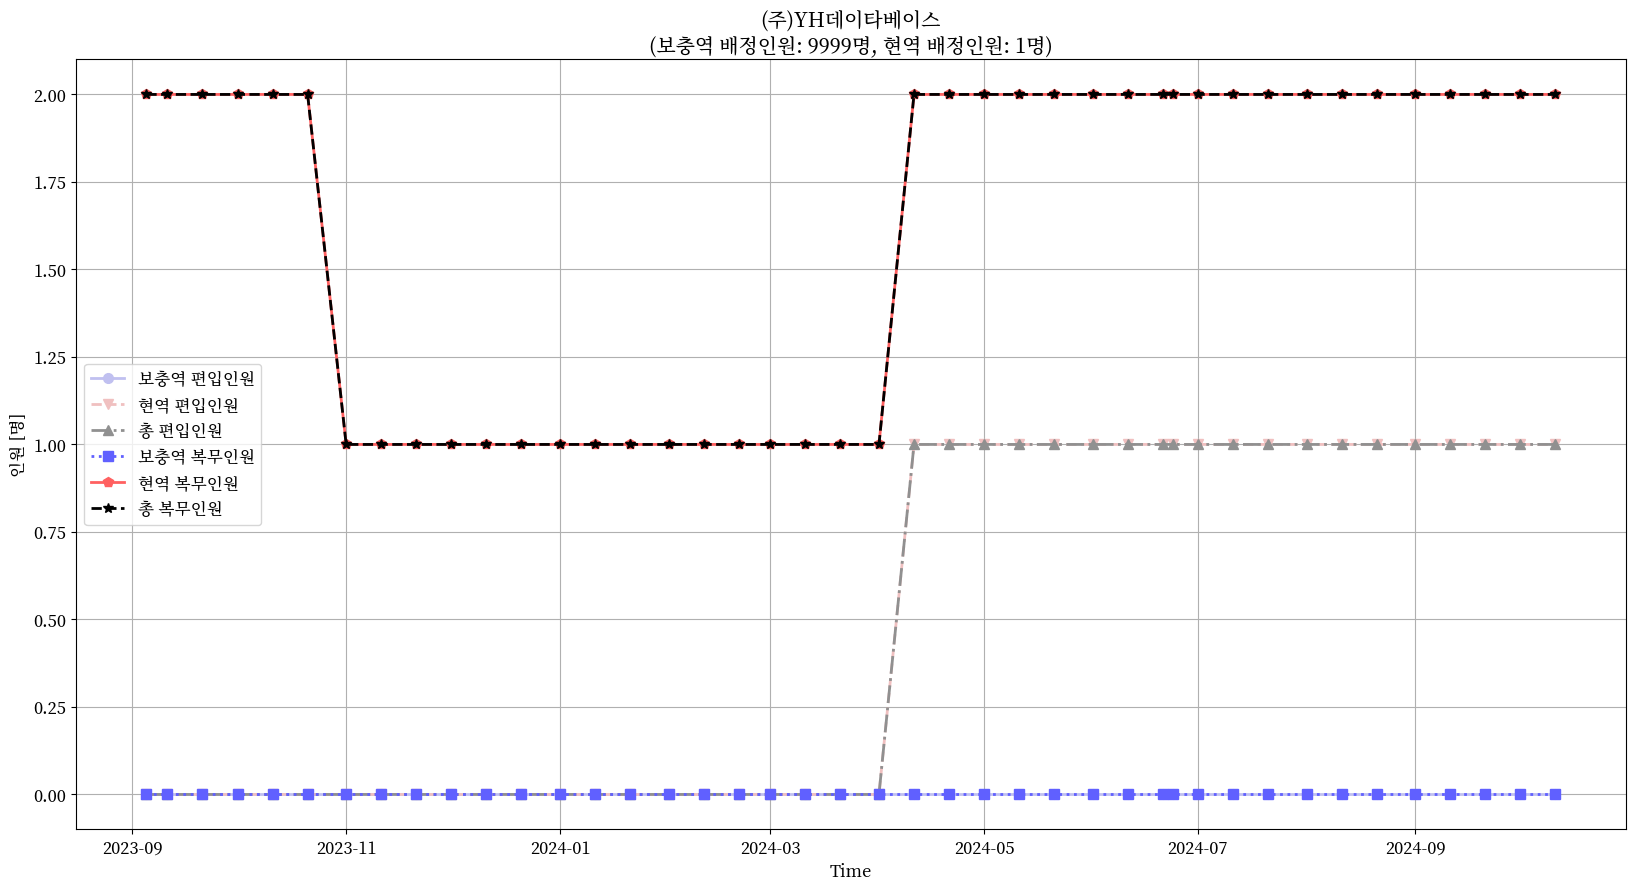 (주)YH데이타베이스
(보충역 배정인원: 9999명, 현역 배정인원: 1명)
2.00
1.75
1.50
1.25
1.00
0.75
0.50
0.25
0.00
인원 [명]
보충역 편입인원
현역 편입인원
총 편입인원
보충역 복무인원
현역 복무인원
총 복무인원
2023-09
2023-11
2024-01
2024-03
2024-05
2024-07
2024-09
Time